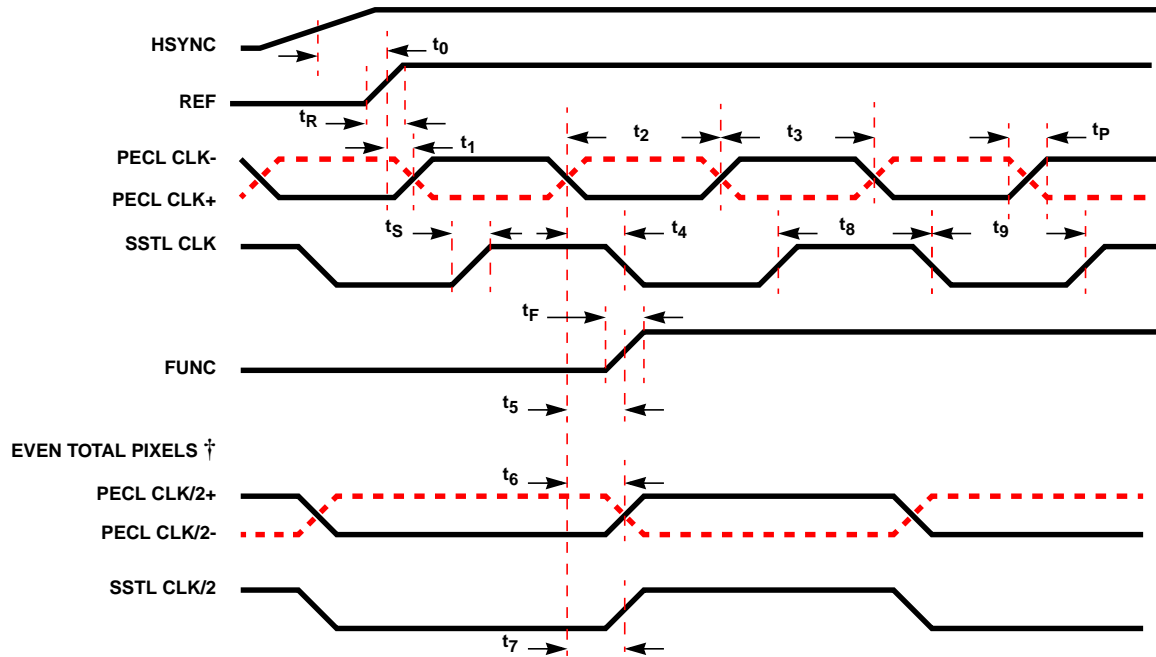 HSYNC
t0
REF
tR
t1
t2
t3
tP
PECL CLK-
PECL CLK+
tS
t4
t8
t9
SSTL CLK
tF
FUNC
t5
EVEN TOTAL PIXELS †
t6
PECL CLK/2+
PECL CLK/2-
SSTL CLK/2
t7